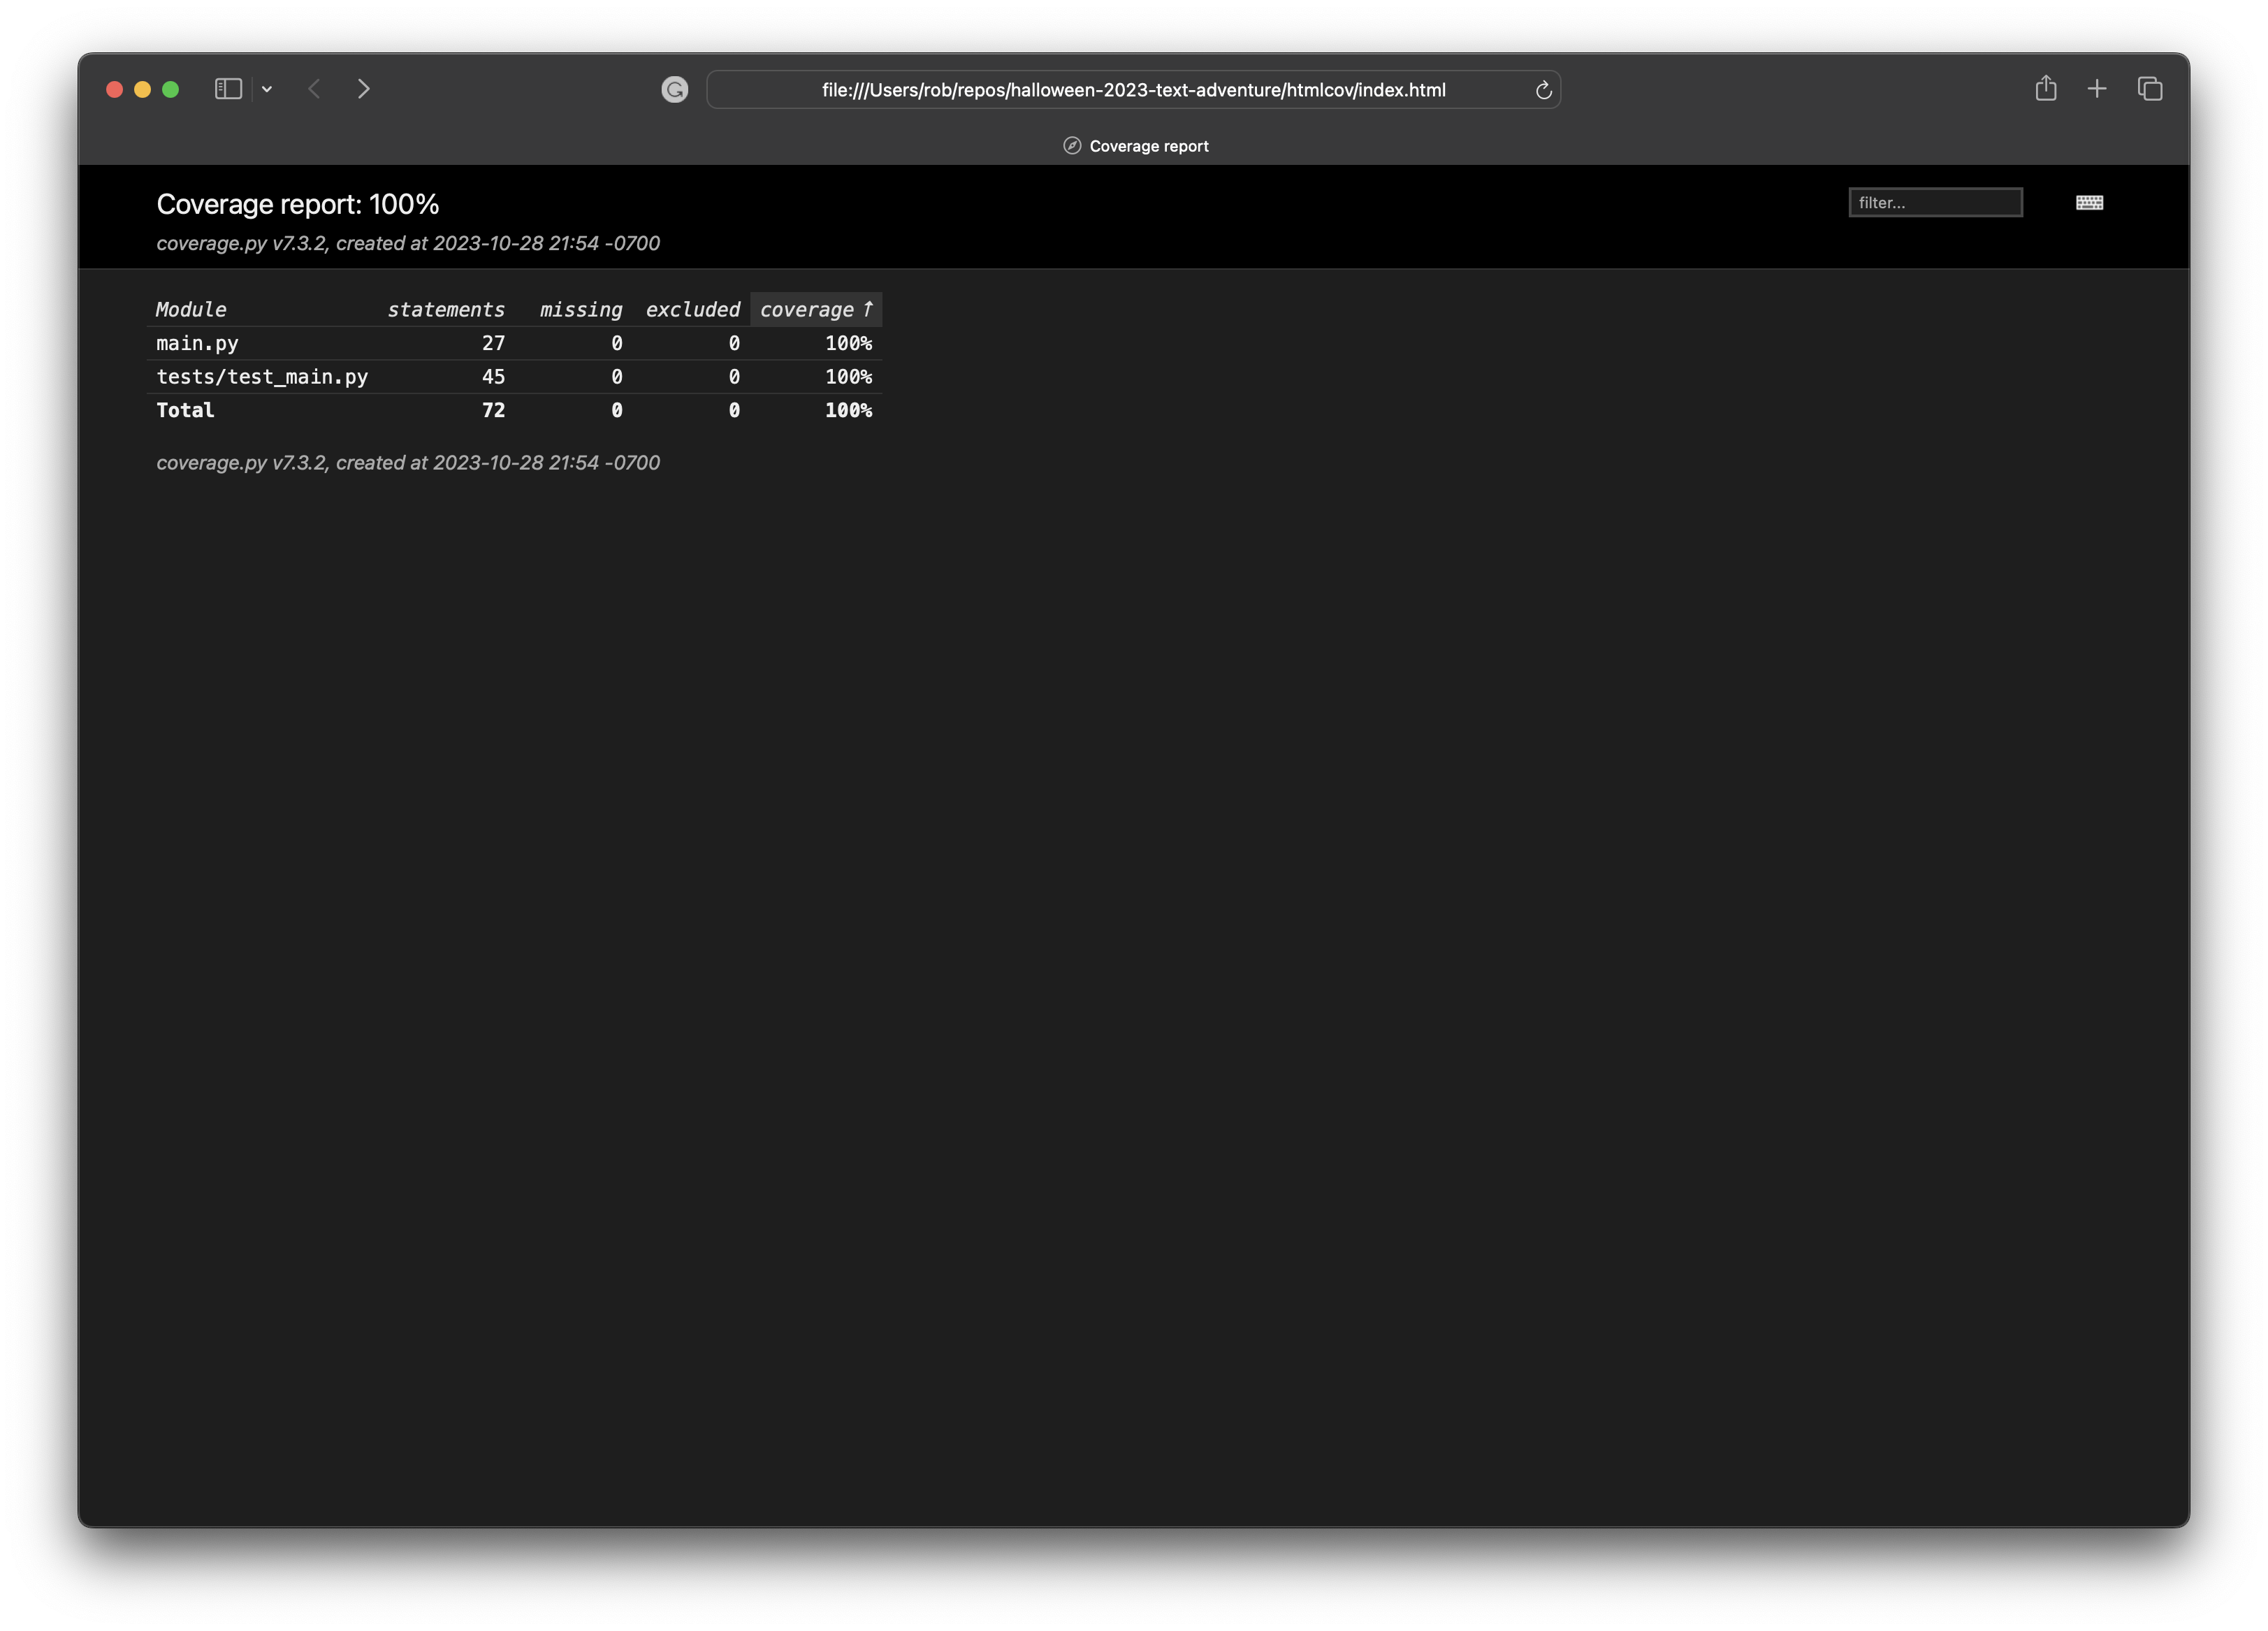 file:///Users/rob/repos/halloween-2023-text-adventure/htmlcov/index.html
Coverage report
Coverage report: 100%
filter...
coverage.py v7.3.2, created at 2023-10-28 21:54 -0700
Module statements missing excluded coverage ↑
main.py 27 0 0 100%
tests/test_main.py 45 0 0 100%
Total 72 0 0 100%
coverage.py v7.3.2, created at 2023-10-28 21:54 -0700